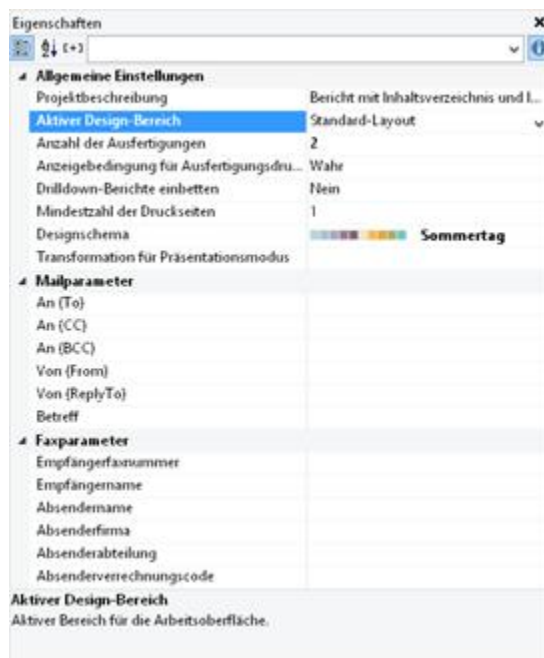 Eigenschaften
Allgemeine Einstellungen
Projektbeschreibung Bericht mit Inhaltsverzeichnis und I...
Aktiver Design-Bereich Standard-Layout
Anzahl der Ausfertigungen 2
Anzeigebedingung für Ausfertigungsdru... Wahr
Drilldown-Berichte einbetten Nein
Mindestzahl der Druckseiten 1
Designschema Sommertag
Transformation für Präsentationsmodus
Mailparameter
An {To}
An {CC}
An {BCC}
Von {From}
Von {ReplyTo}
Betreff
Faxparameter
Empfängerfaxnummer
Empfängername
Absendername
Absenderfirma
Absenderabteilung
Absenderverrechnungscode
Aktiver Design-Bereich
Aktiver Bereich für die Arbeitsoberfläche.